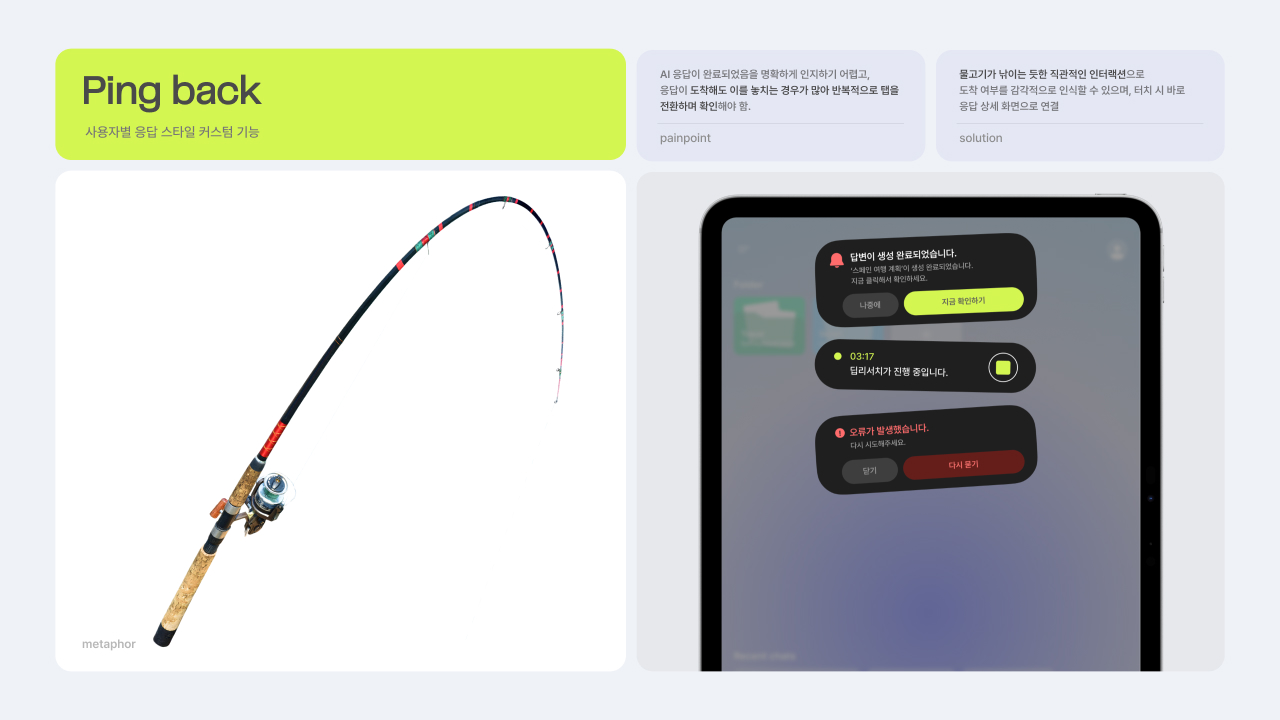 Ping back
사용자별 응답 스타일 커스텀 기능
AI 응답이 완료되었음을 명확하게 인지하기 어렵고,
응답이 도착해도 이를 놓치는 경우가 많아 반복적으로 탭을
전환하며 확인해야 함.
painpoint
물고기가 낚이는 듯한 직관적인 인터랙션으로
도착 여부를 감각적으로 인식할 수 있으며, 터치 시 바로
응답 상세 화면으로 연결
solution
metaphor
답변이 생성 완료되었습니다.
'스페인 여행 계획'이 생성 완료되었습니다.
지금 클릭해서 확인하세요.
나중에
지금 확인하기
03:17
딥리서치가 진행 중입니다.
오류가 발생했습니다.
다시 시도해주세요.
닫기
다시 묻기